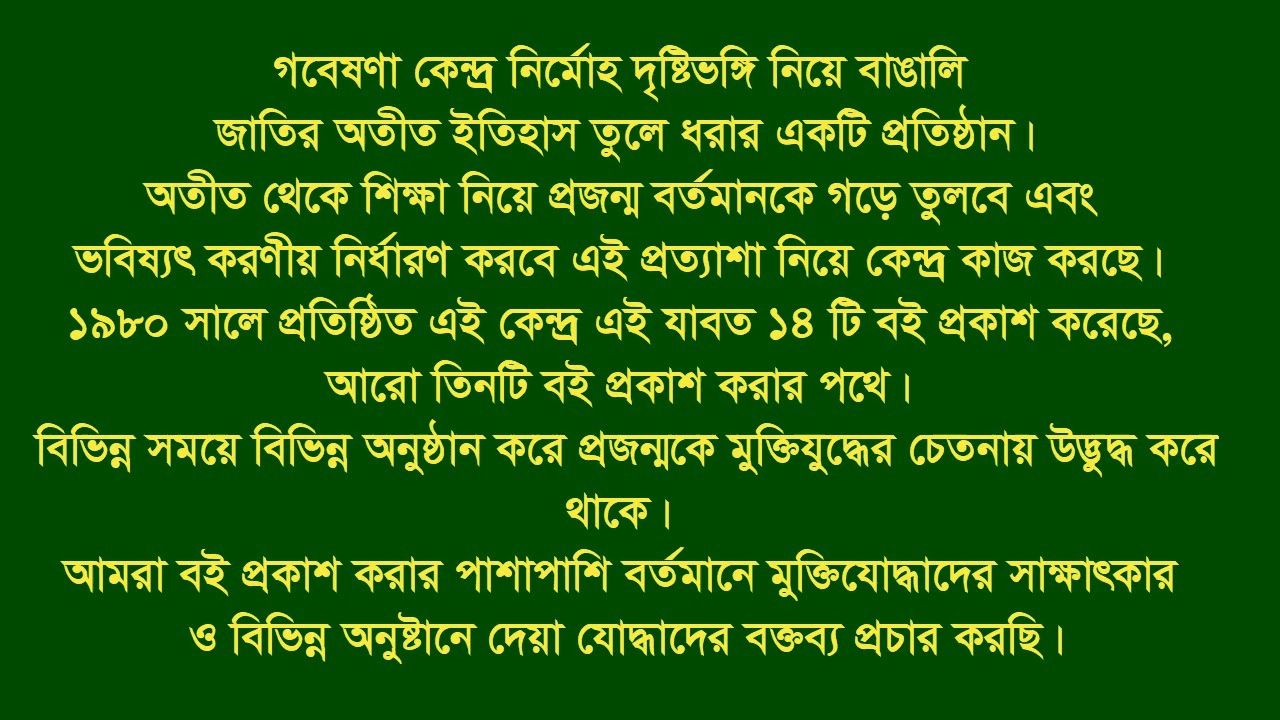 গবেষণা কেন্দ্র নির্মোহ দৃষ্টিভঙ্গি নিয়ে বাঙালি
জাতির অতীত ইতিহাস তুলে ধরার একটি প্রতিষ্ঠান।
অতীত থেকে শিক্ষা নিয়ে প্রজন্ম বর্তমানকে গড়ে তুলবে এবং
ভবিষ্যৎ করণীয় নির্ধারণ করবে এই প্রত্যাশা নিয়ে কেন্দ্র কাজ করছে।
১৯৮০ সালে প্রতিষ্ঠিত এই কেন্দ্র এই যাবত ১৪ টি বই প্রকাশ করেছে,
আরো তিনটি বই প্রকাশ করার পথে।
বিভিন্ন সময়ে বিভিন্ন অনুষ্ঠান করে প্রজন্মকে মুক্তিযুদ্ধের চেতনায় উদ্ভুদ্ধ করে
থাকে।
আমরা বই প্রকাশ করার পাশাপাশি বর্তমানে মুক্তিযোদ্ধাদের সাক্ষাৎকার
ও বিভিন্ন অনুষ্টানে দেয়া যোদ্ধাদের বক্তব্য প্রচার করছি।